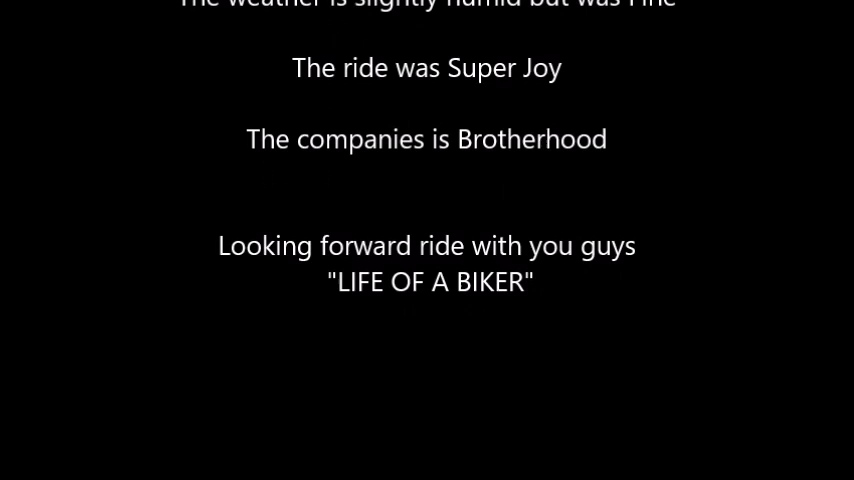 The weather is slightly humid but was Fine
The ride was Super Joy
The companies is Brotherhood
Looking forward ride with you guys
"LIFE OF A BIKER"